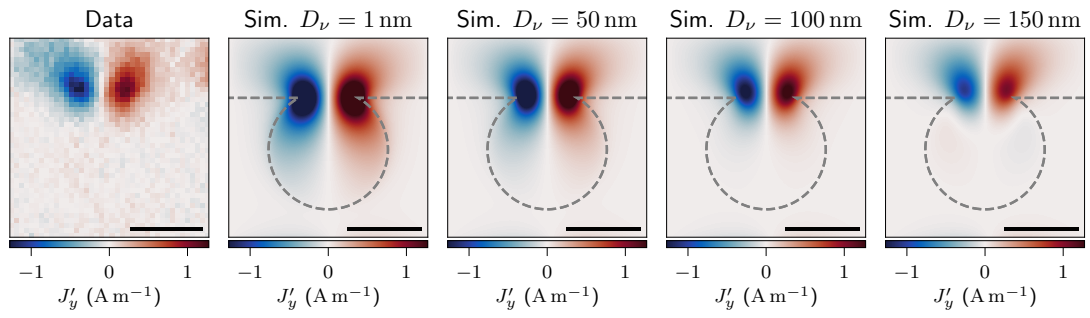 Data
Sim. D_ν = 1 nm
Sim. D_ν = 50 nm
Sim. D_ν = 100 nm
Sim. D_ν = 150 nm
−1 0 1
J′_y (A m⁻¹)
−1 0 1
J′_y (A m⁻¹)
−1 0 1
J′_y (A m⁻¹)
−1 0 1
J′_y (A m⁻¹)
−1 0 1
J′_y (A m⁻¹)